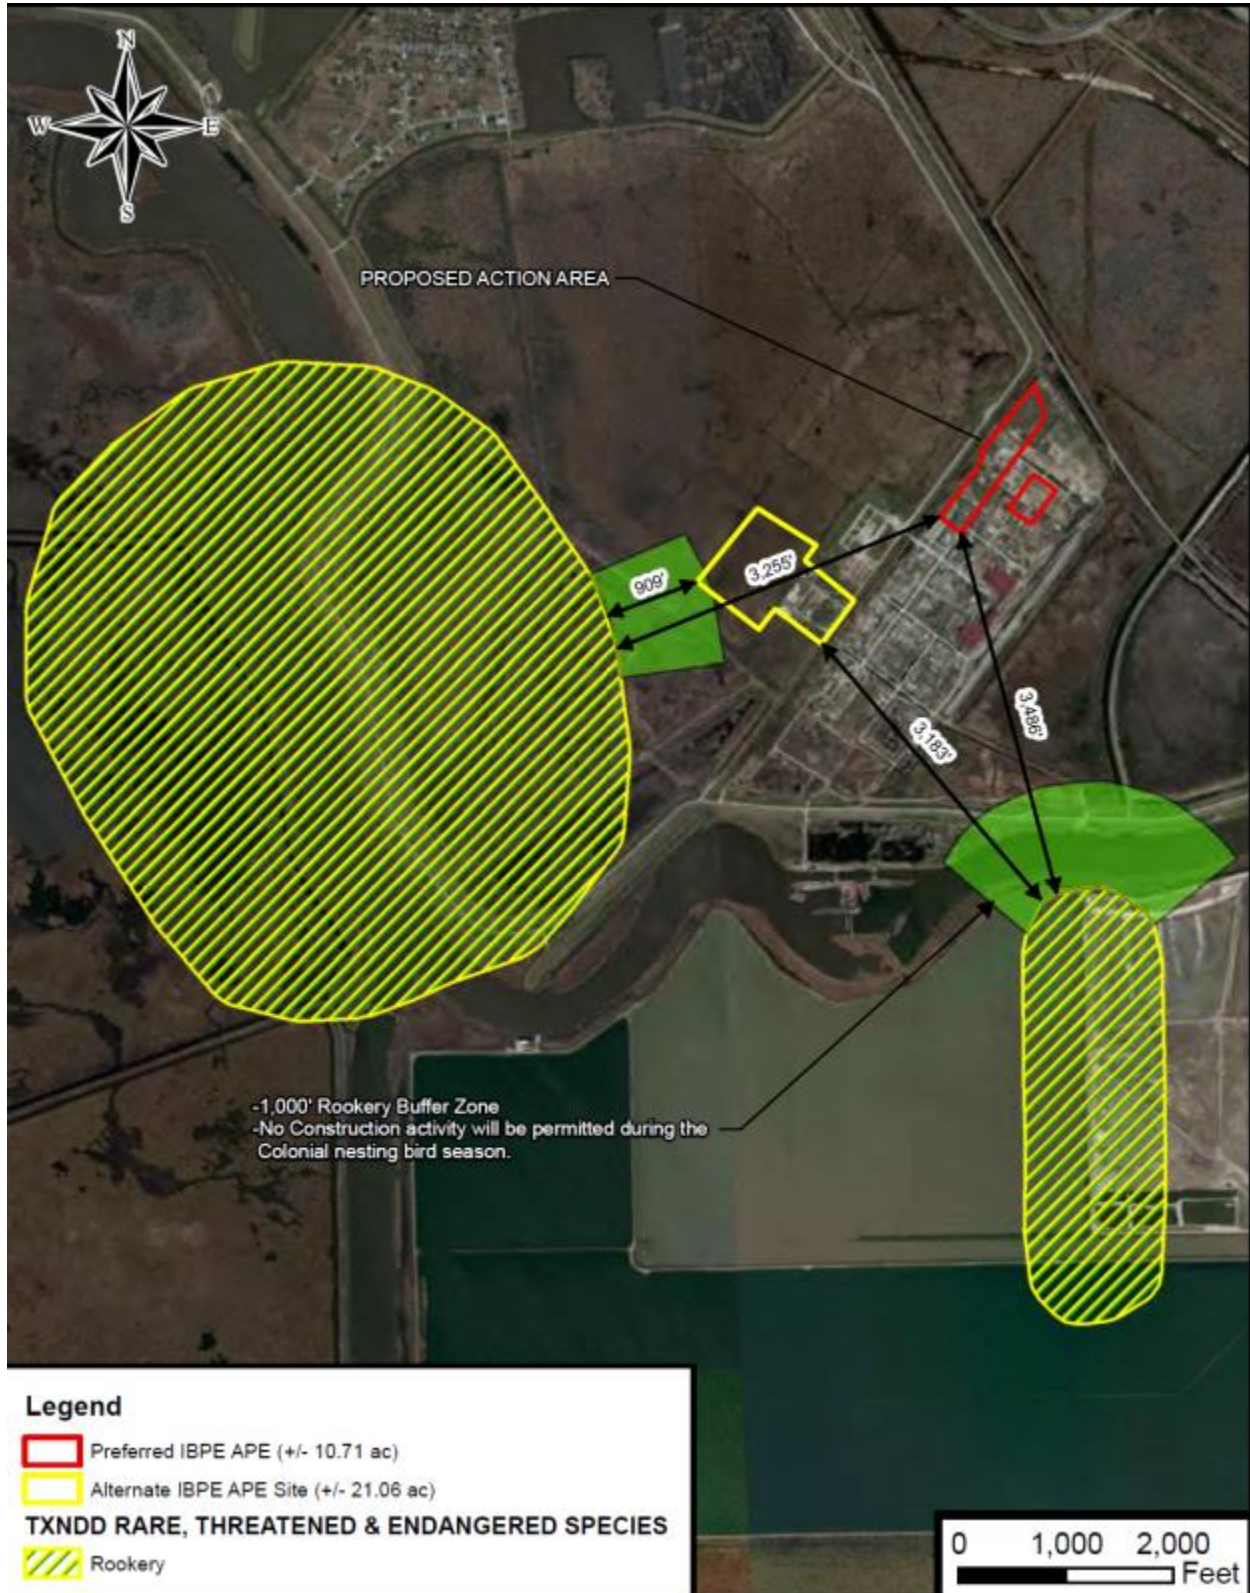 N
W
E
S
PROPOSED ACTION AREA
909'
3,255'
3,183'
3,486'
-1,000' Rookery Buffer Zone
-No Construction activity will be permitted during the
Colonial nesting bird season.
Legend
Preferred IBPE APE (+/- 10.71 ac)
Alternate IBPE APE Site (+/- 21.06 ac)
TXNDD RARE, THREATENED & ENDANGERED SPECIES
Rookery
0 1,000 2,000
Feet